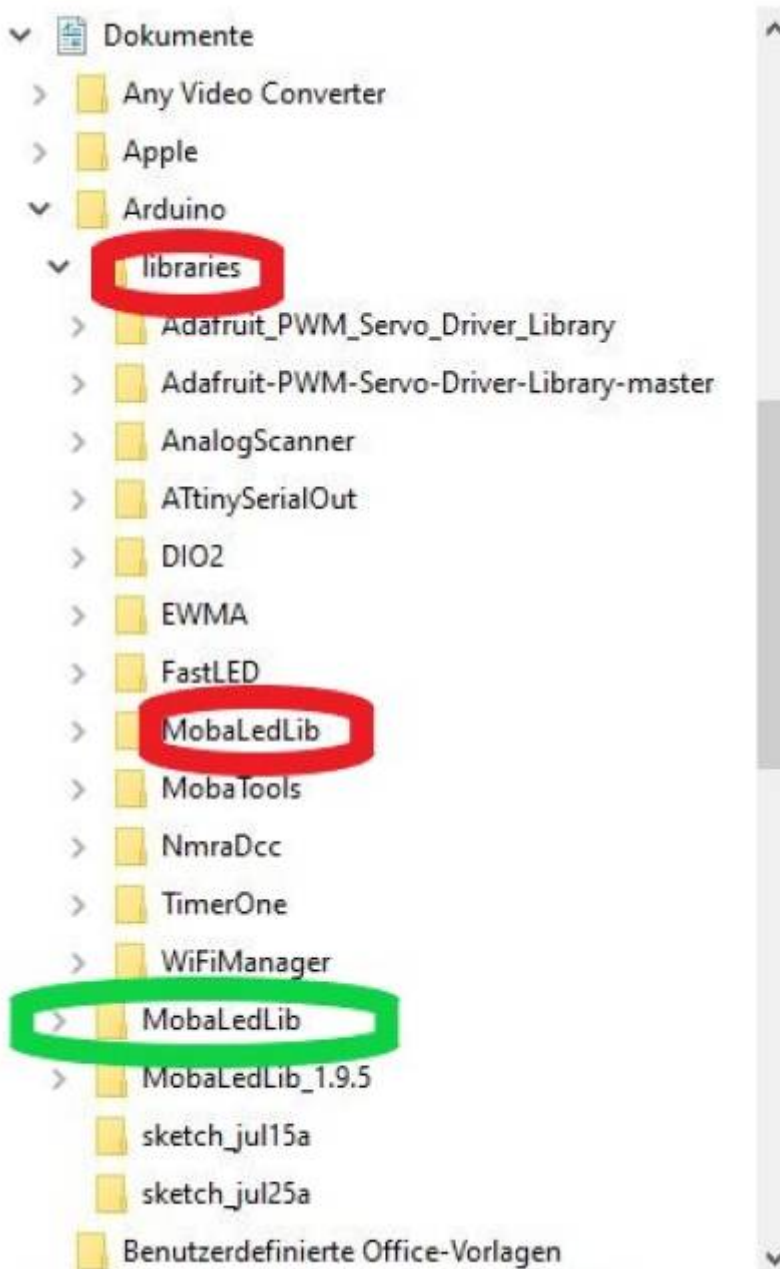 Dokumente
Any Video Converter
Apple
Arduino
libraries
Adafruit_PWM_Servo_Driver_Library
Adafruit-PWM-Servo-Driver-Library-master
AnalogScanner
ATtinySerialOut
DIO2
EWMA
FastLED
MobaLedLib
MobaTools
NmraDcc
TimerOne
WiFiManager
MobaLedLib
MobaLedLib_1.9.5
sketch_jul15a
sketch_jul25a
Benutzerdefinierte Office-Vorlagen